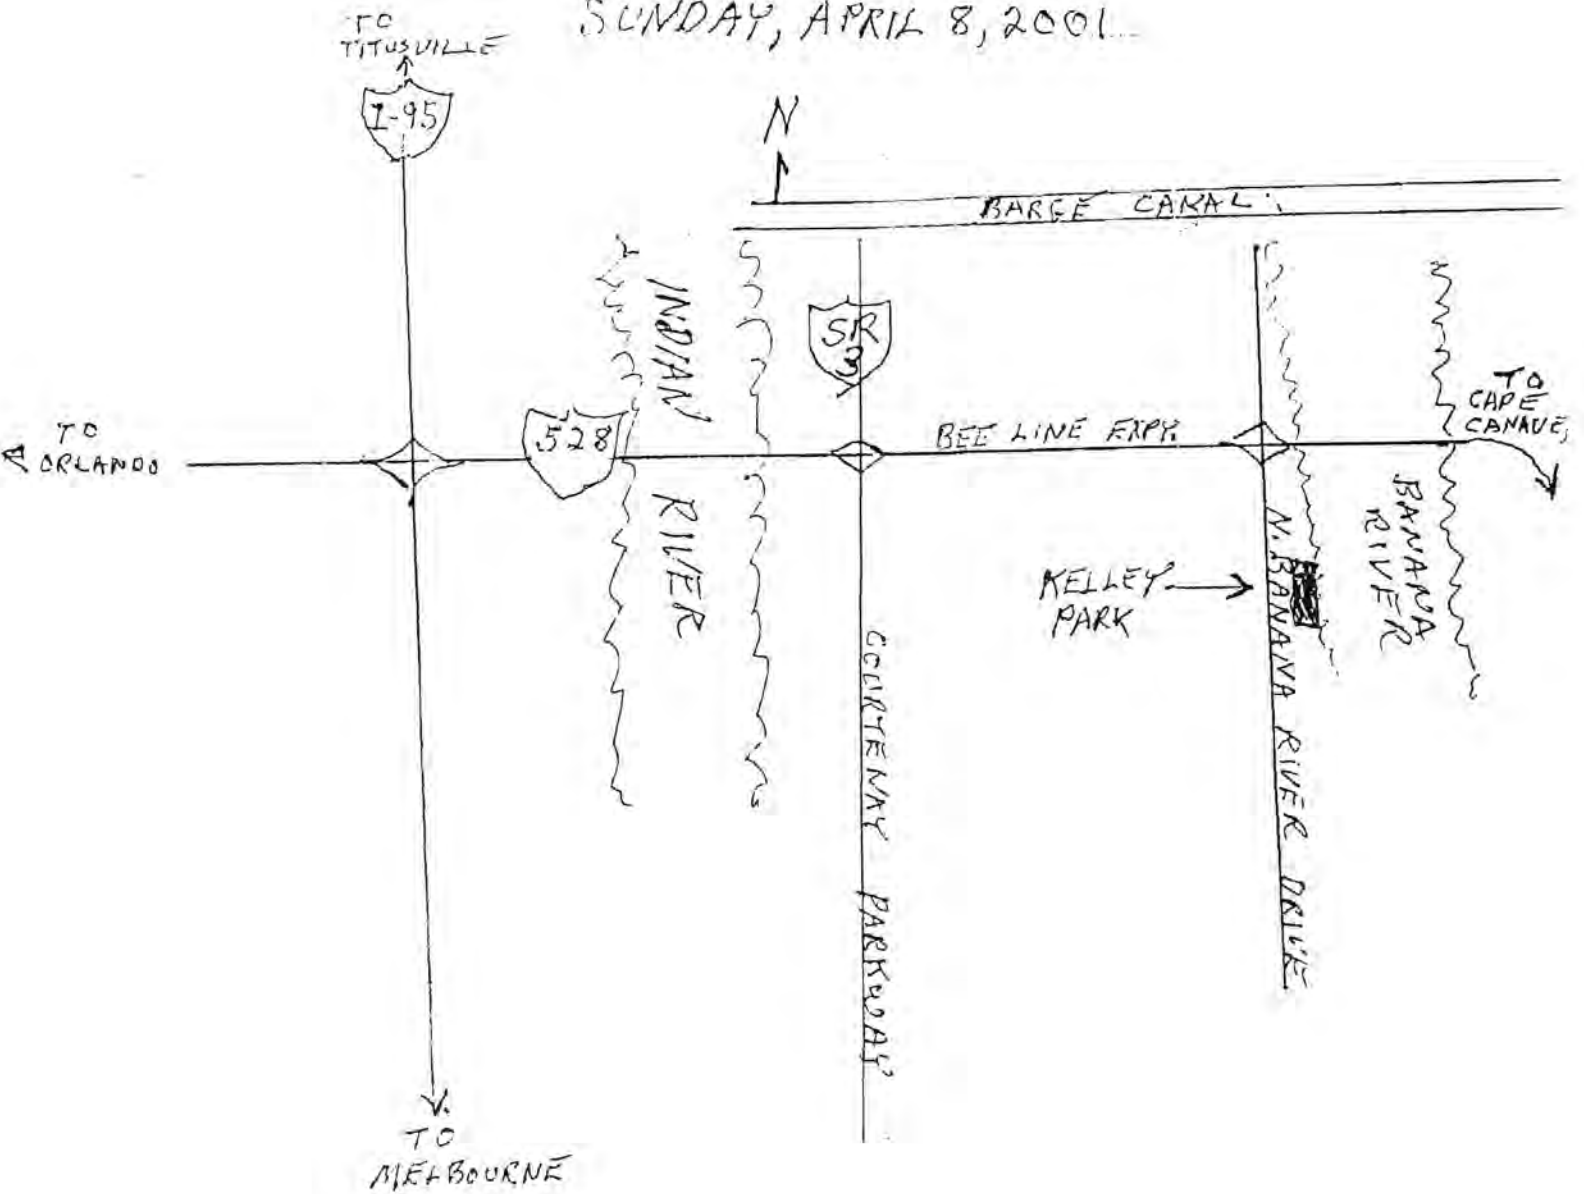 SUNDAY, APRIL 8, 2001
TO
TITUSVILLE
I-95
N
BARGE CANAL
INDIAN RIVER
SR
3
TO
CAPE
CANAVE,
TO
ORLANDO
528
BEE LINE EXPY.
BANANA
RIVER
KELLEY
PARK
N. BANANA RIVER DRIVE
COURTENAY PARKWAY
TO
MELBOURNE